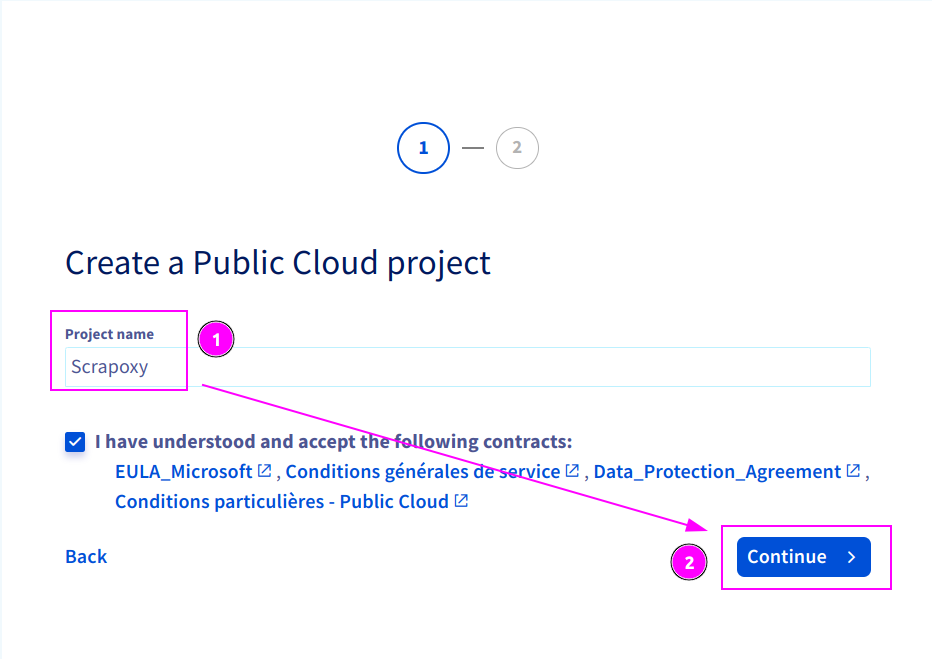 1 — 2
Create a Public Cloud project
Project name
1
Scrapoxy
I have understood and accept the following contracts:
EULA_Microsoft , Conditions générales de service , Data_Protection_Agreement ,
Conditions particulières - Public Cloud
Back
2
Continue